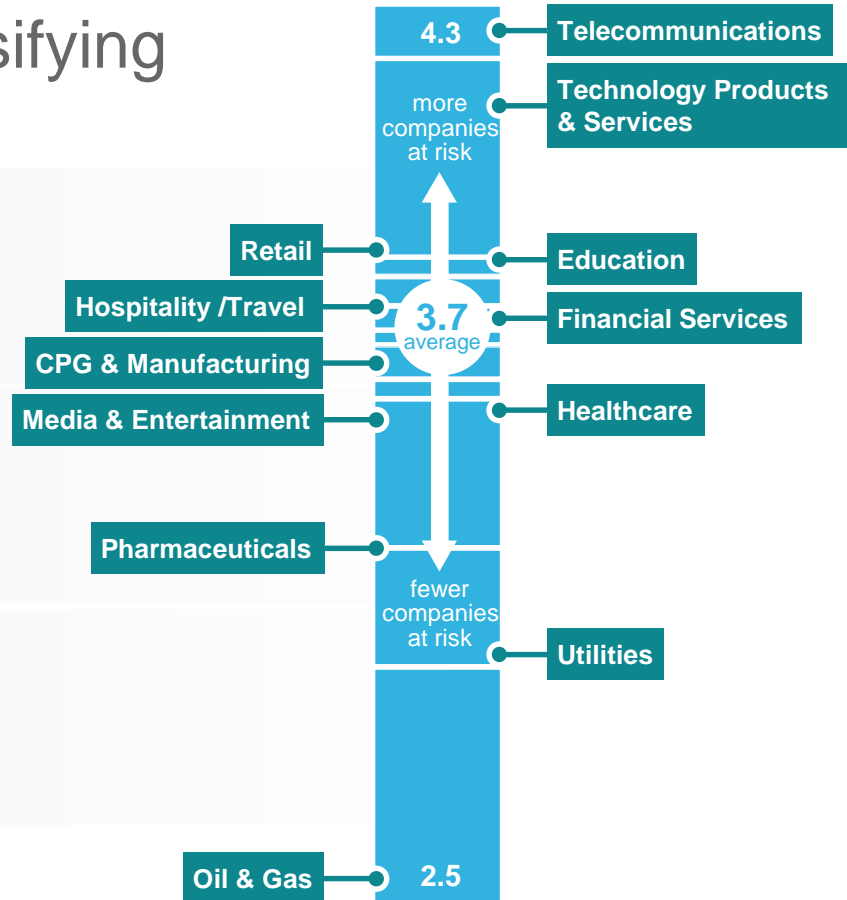 4.3
Telecommunications
more
companies
at risk
Technology Products
& Services
Retail
Education
Hospitality /Travel
3.7
average
Financial Services
CPG & Manufacturing
Media & Entertainment
Healthcare
Pharmaceuticals
fewer
companies
at risk
Utilities
Oil & Gas
2.5